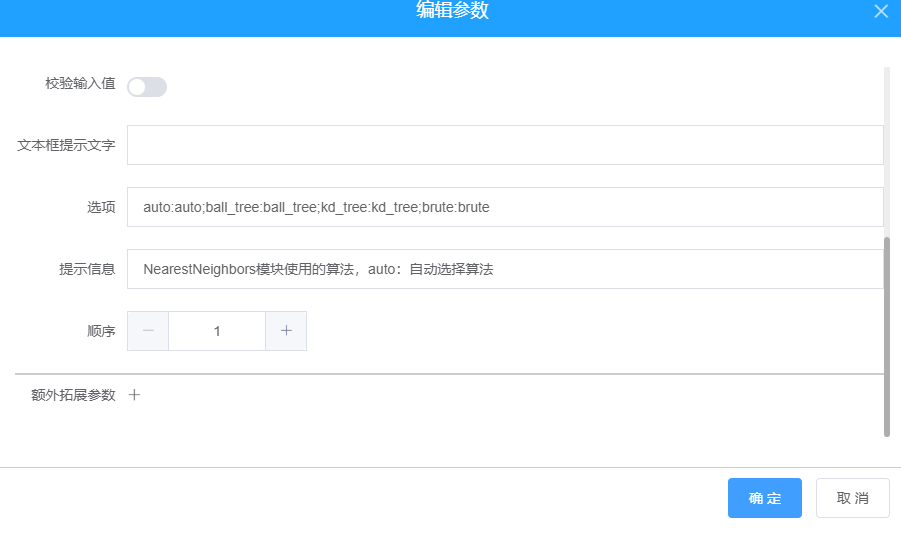 编辑参数
校验输入值
文本框提示文字
选项 auto:auto;ball_tree:ball_tree;kd_tree:kd_tree;brute:brute
提示信息 NearestNeighbors模块使用的算法，auto：自动选择算法
顺序 1
额外拓展参数
确定 取消